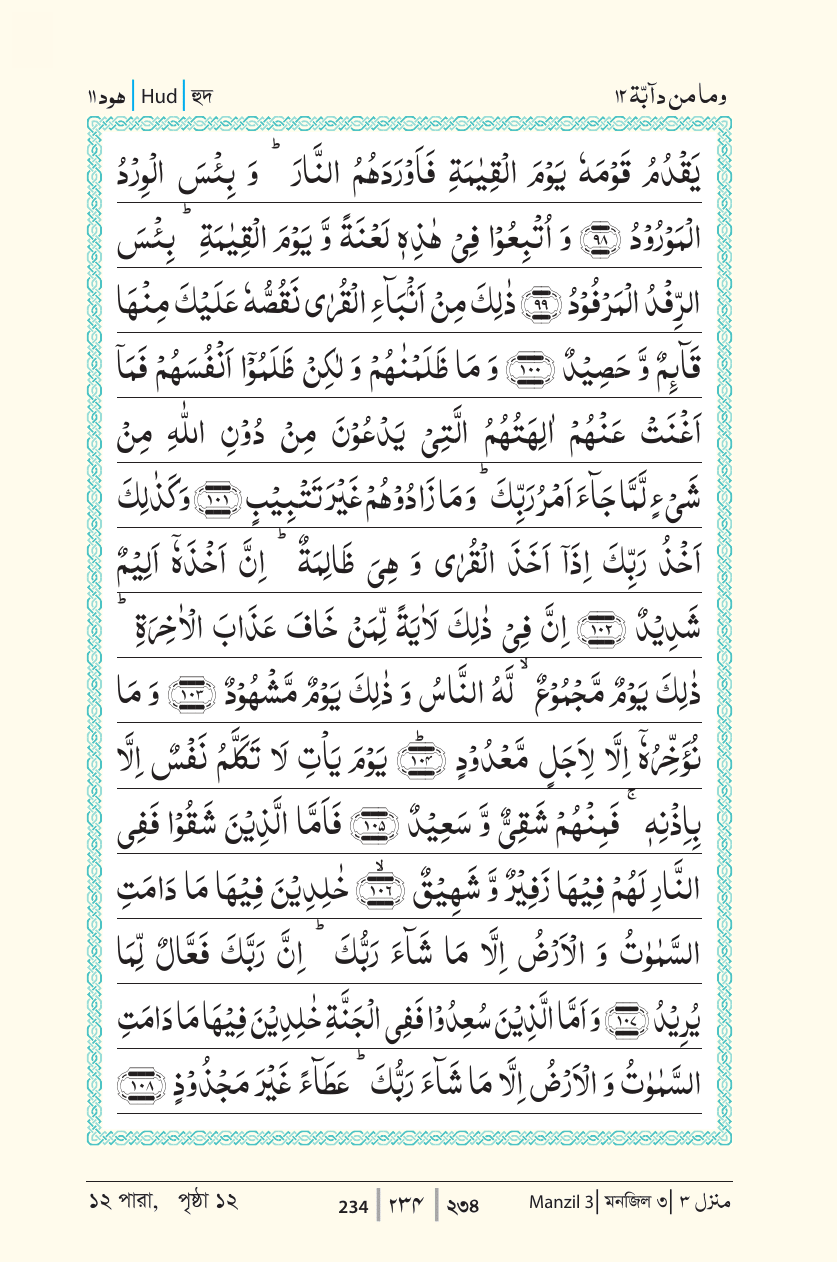 هود ١١ | Hud | হুদ
وما من دآبّة ١٢
يَقْدُمُ قَوْمَهٗ يَوْمَ الْقِيٰمَةِ فَاَوْرَدَهُمُ النَّارَ ؕ وَ بِئْسَ الْوِرْدُ
الْمَوْرُوْدُ ﴿۹۸﴾ وَ اُتْبِعُوْا فِیْ هٰذِهٖ لَعْنَةً وَّ یَوْمَ الْقِیٰمَةِ ؕ بِئْسَ
الرِّفْدُ الْمَرْفُوْدُ ﴿۹۹﴾ ذٰلِكَ مِنْ اَنْۢبَآءِ الْقُرٰی نَقُصُّهٗ عَلَیْكَ مِنْهَا
قَآىِٕمٌ وَّ حَصِیْدٌ ﴿۱۰۰﴾ وَ مَا ظَلَمْنٰهُمْ وَ لٰكِنْ ظَلَمُوْۤا اَنْفُسَهُمْ فَمَاۤ
اَغْنَتْ عَنْهُمْ اٰلِهَتُهُمُ الَّتِیْ یَدْعُوْنَ مِنْ دُوْنِ اللّٰهِ مِنْ
شَیْءٍ لَّمَّا جَآءَ اَمْرُ رَبِّكَ ؕ وَ مَا زَادُوْهُمْ غَیْرَ تَتْبِیْبٍ ﴿۱۰۱﴾ وَ كَذٰلِكَ
اَخْذُ رَبِّكَ اِذَاۤ اَخَذَ الْقُرٰی وَ هِیَ ظَالِمَةٌ ؕ اِنَّ اَخْذَهٗۤ اَلِیْمٌ
شَدِیْدٌ ﴿۱۰۲﴾ اِنَّ فِیْ ذٰلِكَ لَاٰیَةً لِّمَنْ خَافَ عَذَابَ الْاٰخِرَةِ ؕ
ذٰلِكَ یَوْمٌ مَّجْمُوْعٌ ۙ لَّهُ النَّاسُ وَ ذٰلِكَ یَوْمٌ مَّشْهُوْدٌ ﴿۱۰۳﴾ وَ مَا
نُؤَخِّرُهٗۤ اِلَّا لِاَجَلٍ مَّعْدُوْدٍ ﴿ؕ۱۰۴﴾ یَوْمَ یَاْتِ لَا تَكَلَّمُ نَفْسٌ اِلَّا
بِاِذْنِهٖ ۚ فَمِنْهُمْ شَقِیٌّ وَّ سَعِیْدٌ ﴿۱۰۵﴾ فَاَمَّا الَّذِیْنَ شَقُوْا فَفِی
النَّارِ لَهُمْ فِیْهَا زَفِیْرٌ وَّ شَهِیْقٌ ﴿ۙ۱۰۶﴾ خٰلِدِیْنَ فِیْهَا مَا دَامَتِ
السَّمٰوٰتُ وَ الْاَرْضُ اِلَّا مَا شَآءَ رَبُّكَ ؕ اِنَّ رَبَّكَ فَعَّالٌ لِّمَا
یُرِیْدُ ﴿۱۰۷﴾ وَ اَمَّا الَّذِیْنَ سُعِدُوْا فَفِی الْجَنَّةِ خٰلِدِیْنَ فِیْهَا مَا دَامَتِ
السَّمٰوٰتُ وَ الْاَرْضُ اِلَّا مَا شَآءَ رَبُّكَ ؕ عَطَآءً غَیْرَ مَجْذُوْذٍ ﴿۱۰۸﴾
১২ পারা, পৃষ্ঠা ১২
234 | ۲۳۴ | ২৩৪
Manzil 3 | মনজিল ৩ | منزل ۳